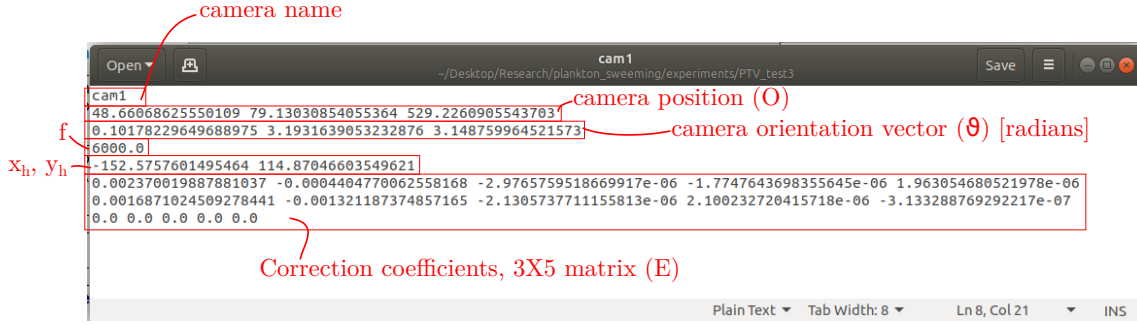 camera name
Open
cam1
~/Desktop/Research/plankton_sweeming/experiments/PTV_test3
Save
cam1
48.66068625550109 79.13030854055364 529.2260905543703
camera position (O)
0.10178229649688975 3.1931639053232876 3.148759964521573
camera orientation vector (ϑ) [radians]
f
6000.0
xh, yh
-152.5757601495464 114.87046603549621
0.002370019887881037 -0.0004404770062558168 -2.9765759518669917e-06 -1.7747643698355645e-06 1.963054680521978e-06
0.0016871024509278441 -0.001321187374857165 -2.1305737711155813e-06 2.100232720415718e-06 -3.133288769292217e-07
0.0 0.0 0.0 0.0 0.0
Correction coefficients, 3X5 matrix (E)
Plain Text
Tab Width: 8
Ln 8, Col 21
INS